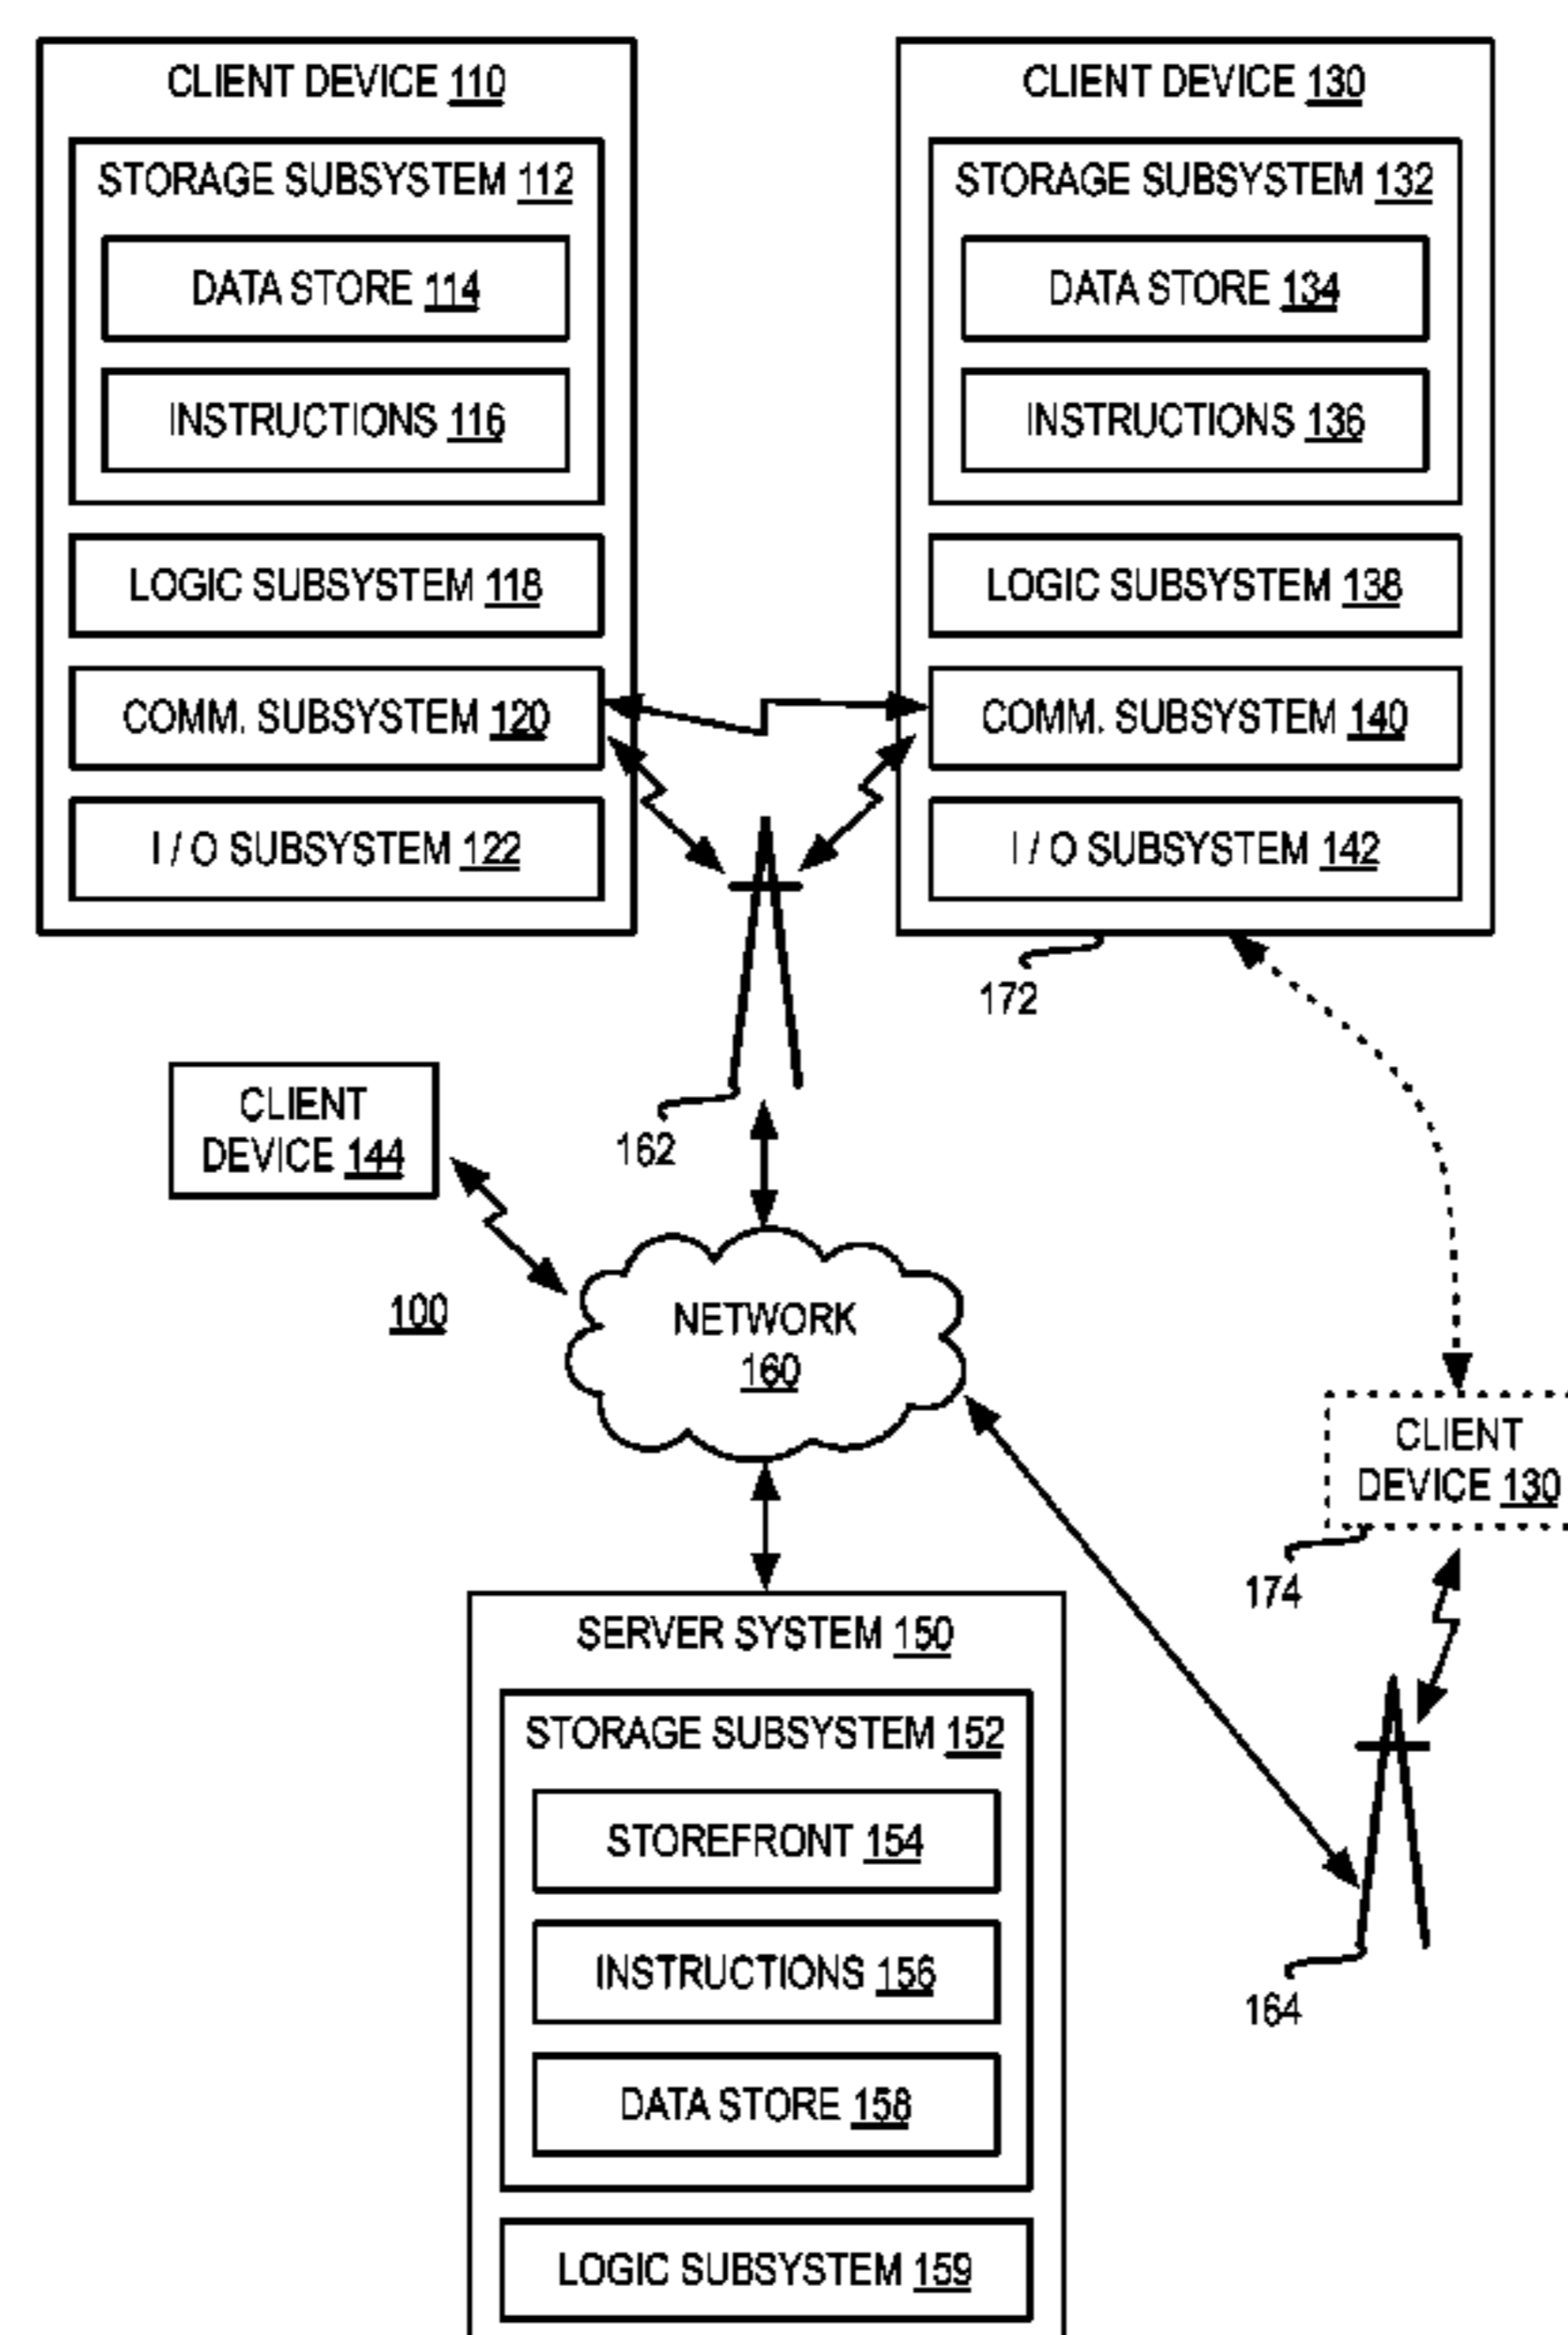 CLIENT DEVICE 110
STORAGE SUBSYSTEM 112
DATA STORE 114
INSTRUCTIONS 116
LOGIC SUBSYSTEM 118
COMM. SUBSYSTEM 120
I / O SUBSYSTEM 122
CLIENT DEVICE 130
STORAGE SUBSYSTEM 132
DATA STORE 134
INSTRUCTIONS 136
LOGIC SUBSYSTEM 138
COMM. SUBSYSTEM 140
I / O SUBSYSTEM 142
172
162
CLIENT
DEVICE 144
100
NETWORK
160
CLIENT
DEVICE 130
174
164
SERVER SYSTEM 150
STORAGE SUBSYSTEM 152
STOREFRONT 154
INSTRUCTIONS 156
DATA STORE 158
LOGIC SUBSYSTEM 159